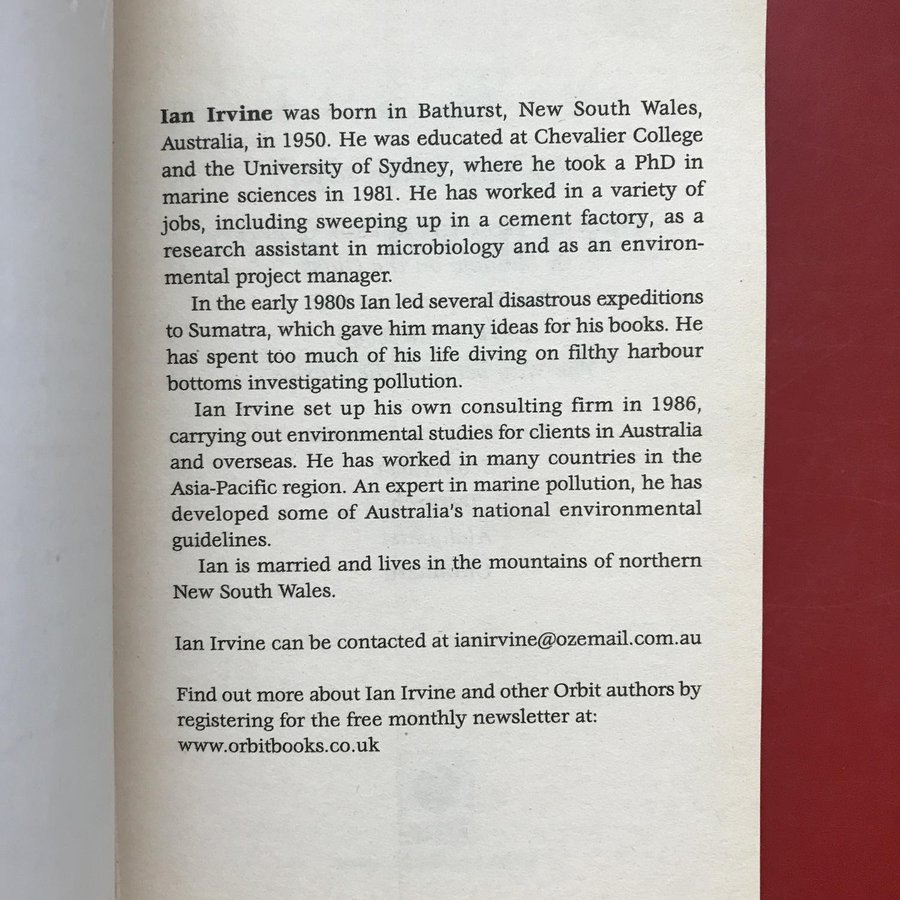 Ian Irvine was born in Bathurst, New South Wales,
Australia, in 1950. He was educated at Chevalier College
and the University of Sydney, where he took a PhD in
marine sciences in 1981. He has worked in a variety of
jobs, including sweeping up in a cement factory, as a
research assistant in microbiology and as an environ-
mental project manager.
In the early 1980s Ian led several disastrous expeditions
to Sumatra, which gave him many ideas for his books. He
has spent too much of his life diving on filthy harbour
bottoms investigating pollution.
Ian Irvine set up his own consulting firm in 1986,
carrying out environmental studies for clients in Australia
and overseas. He has worked in many countries in the
Asia-Pacific region. An expert in marine pollution, he has
developed some of Australia's national environmental
guidelines.
Ian is married and lives in the mountains of northern
New South Wales.
Ian Irvine can be contacted at ianirvine@ozemail.com.au
Find out more about Ian Irvine and other Orbit authors by
registering for the free monthly newsletter at:
www.orbitbooks.co.uk